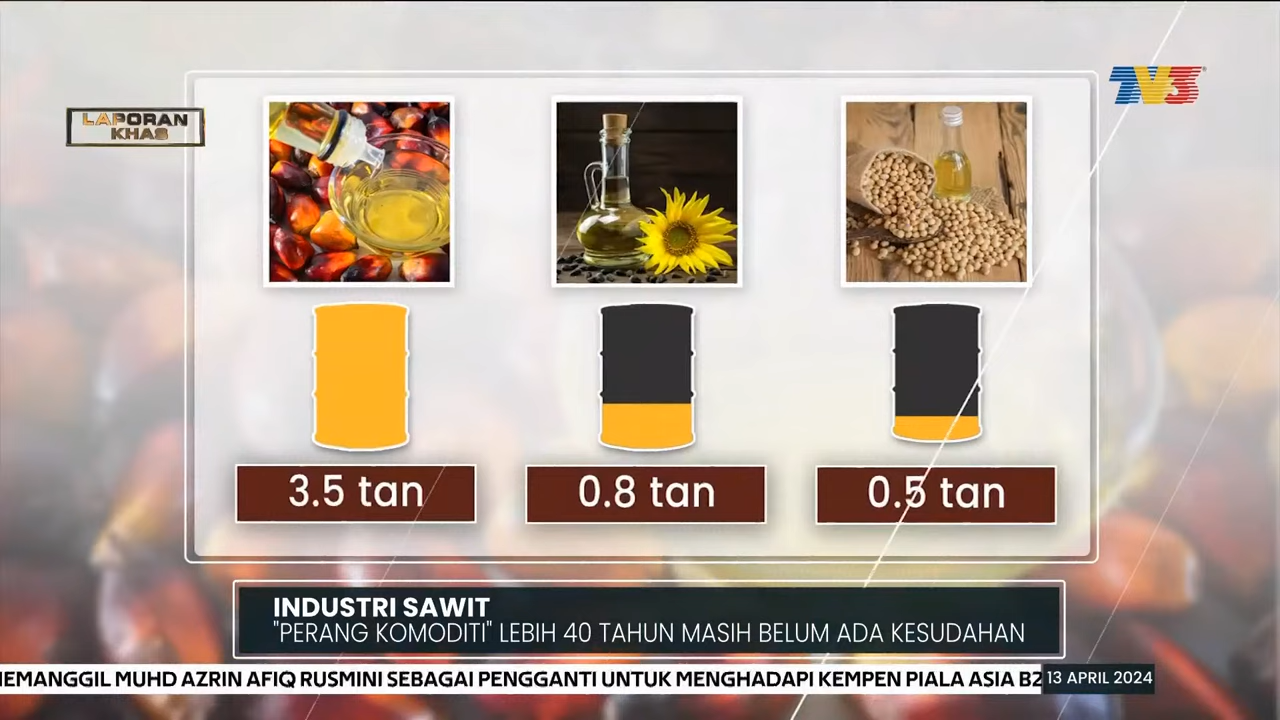 LAPORAN
KHAS
TV3
3.5 tan
0.8 tan
0.5 tan
INDUSTRI SAWIT
"PERANG KOMODITI" LEBIH 40 TAHUN MASIH BELUM ADA KESUDAHAN
MEMANGGIL MUHD AZRIN AFIQ RUSMINI SEBAGAI PENGGANTI UNTUK MENGHADAPI KEMPEN PIALA ASIA B2
13 APRIL 2024